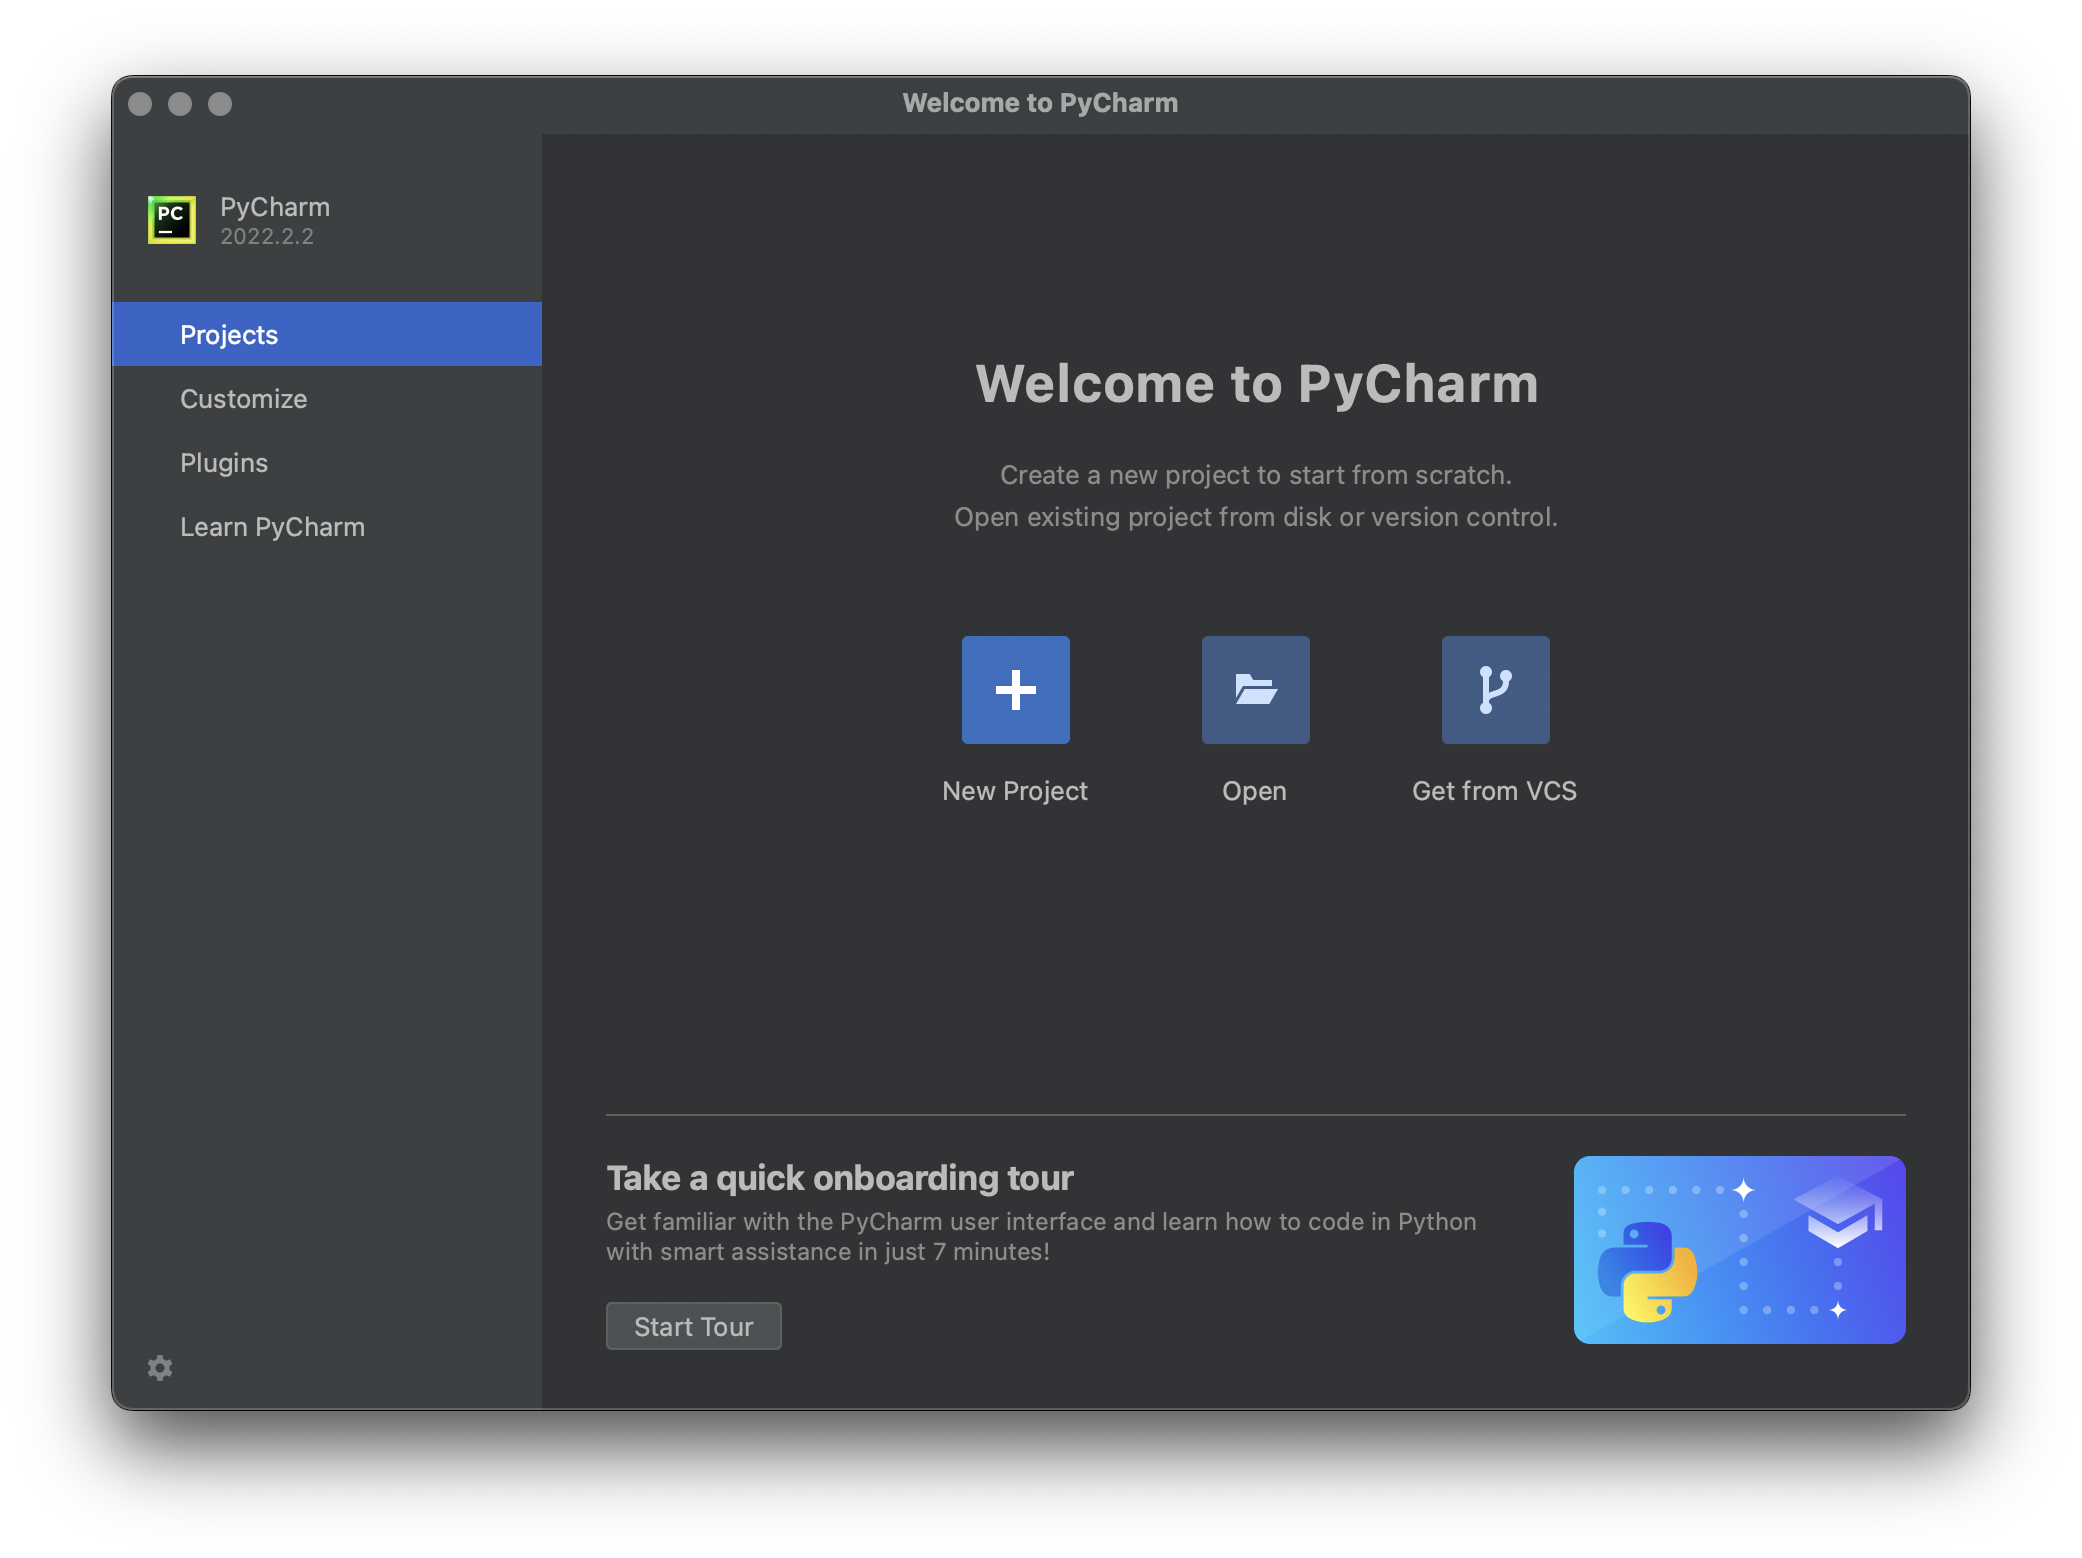 Welcome to PyCharm
PC
PyCharm
2022.2.2
Projects
Customize
Plugins
Learn PyCharm
Welcome to PyCharm
Create a new project to start from scratch.
Open existing project from disk or version control.
New Project
Open
Get from VCS
Take a quick onboarding tour
Get familiar with the PyCharm user interface and learn how to code in Python
with smart assistance in just 7 minutes!
Start Tour